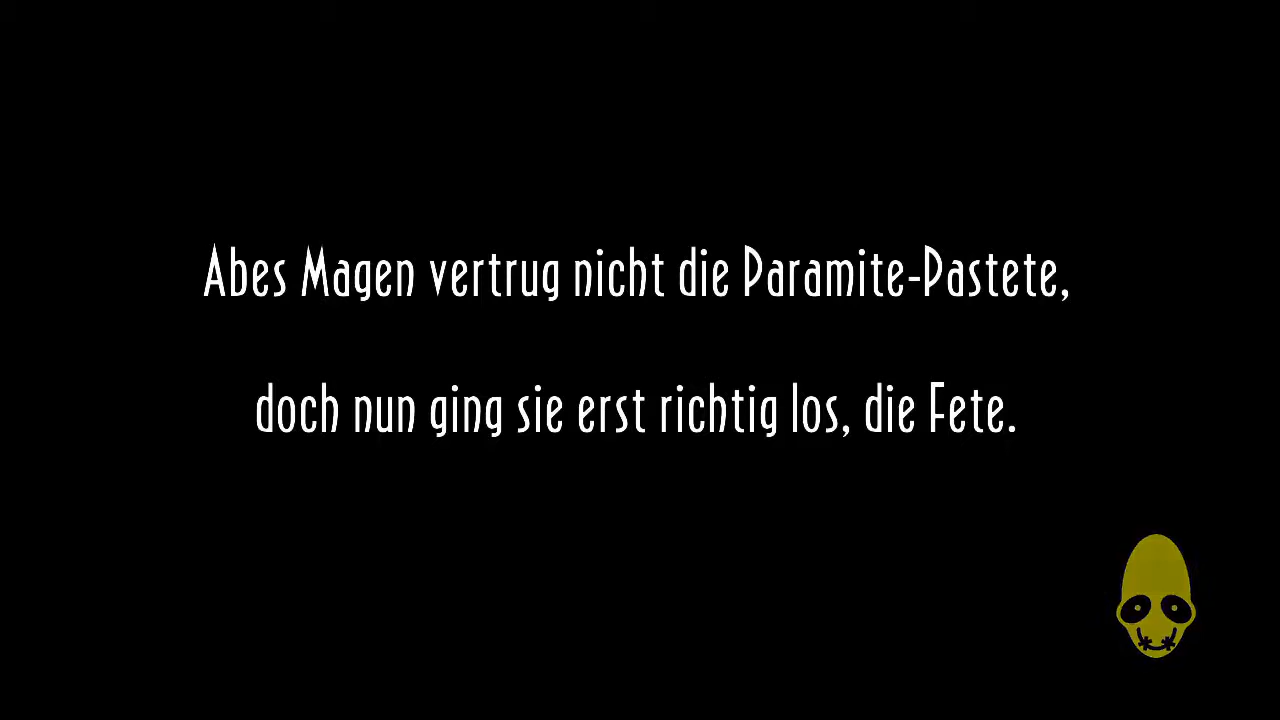 Abes Magen vertrug nicht die Paramite-Pastete,
doch nun ging sie erst richtig los, die Fete.